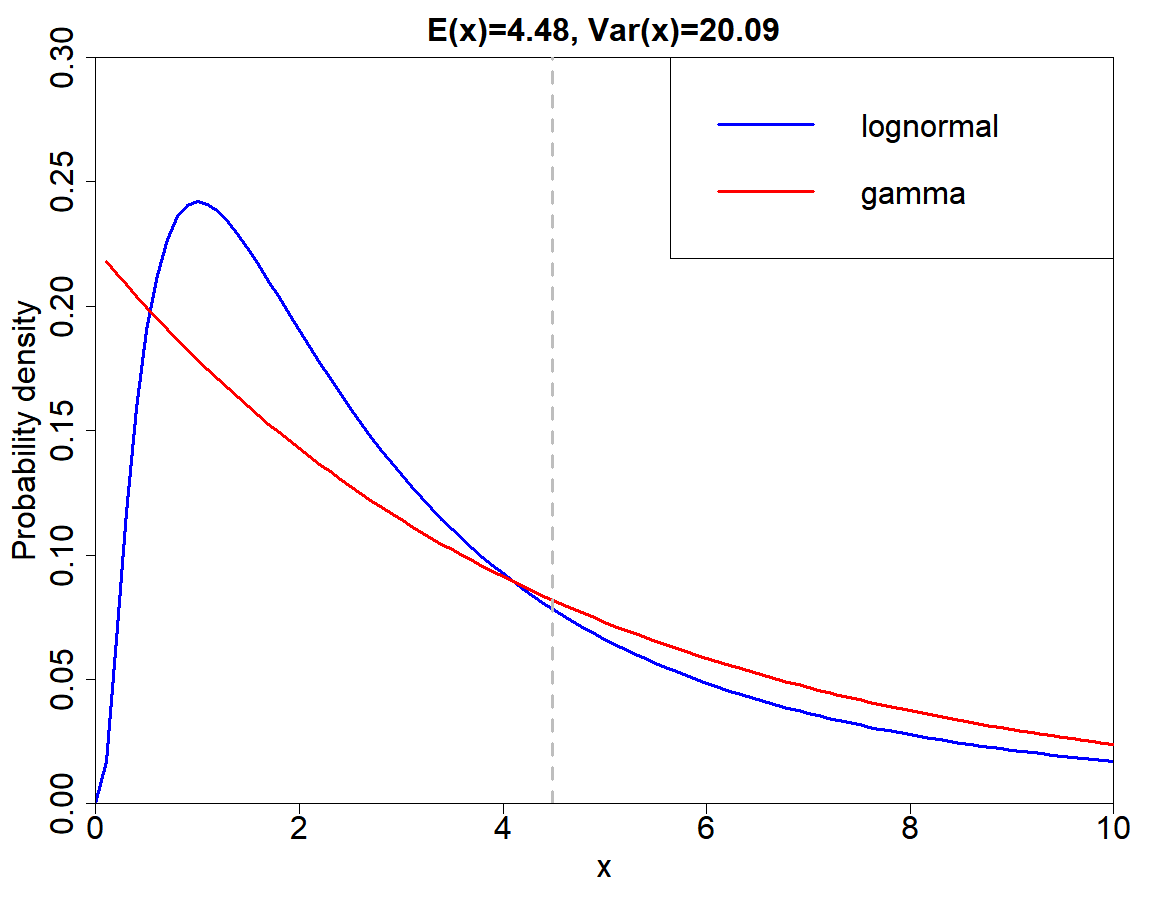 E(x)=4.48, Var(x)=20.09
lognormal
gamma
Probability density
0.30
0.25
0.20
0.15
0.10
0.05
0.00
0 2 4 6 8 10
x